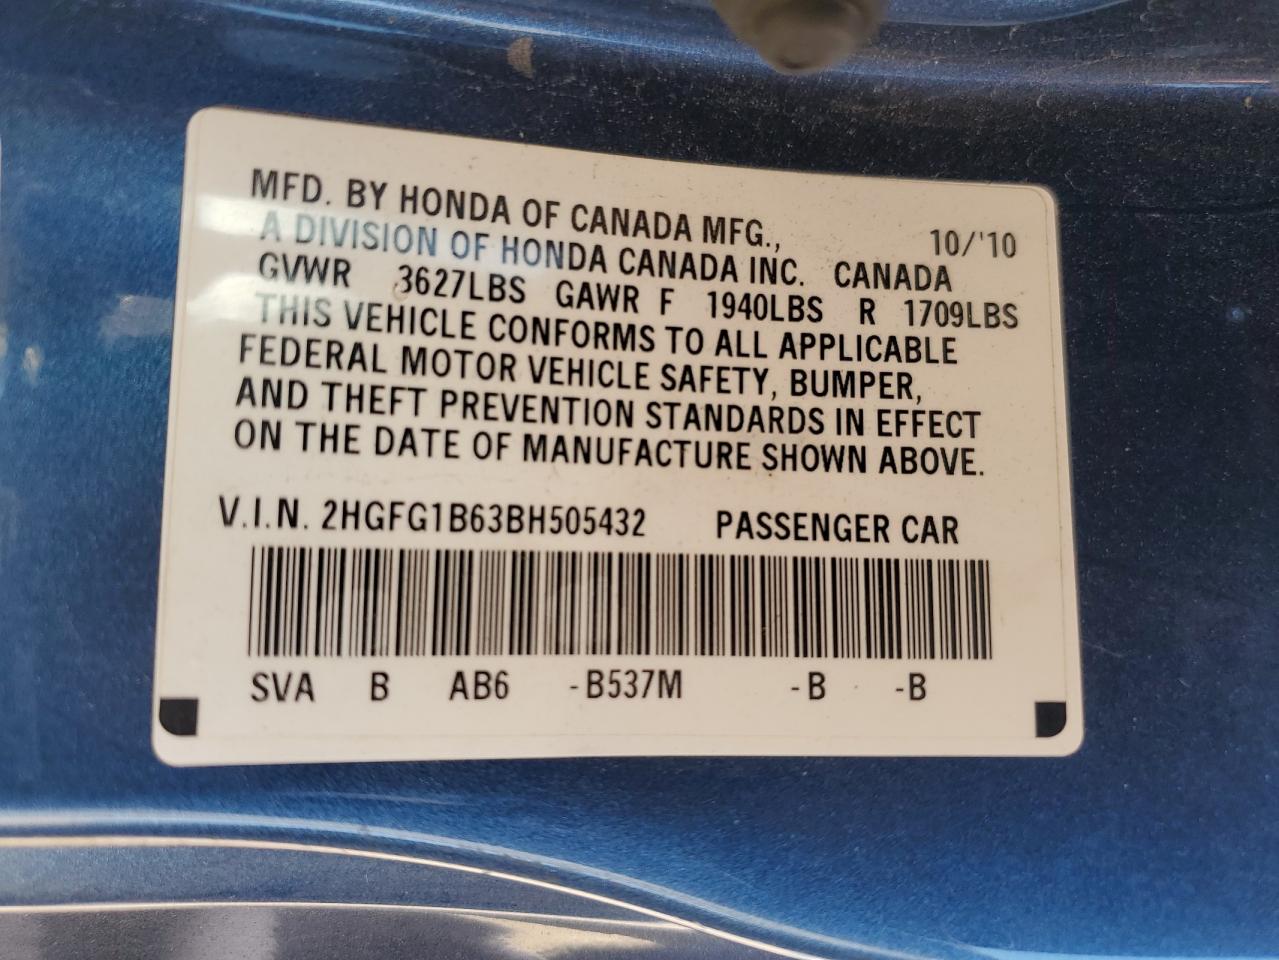 MFD. BY HONDA OF CANADA MFG., 10/'10
A DIVISION OF HONDA CANADA INC. CANADA
GVWR 3627LBS GAWR F 1940LBS R 1709LBS
THIS VEHICLE CONFORMS TO ALL APPLICABLE
FEDERAL MOTOR VEHICLE SAFETY, BUMPER,
AND THEFT PREVENTION STANDARDS IN EFFECT
ON THE DATE OF MANUFACTURE SHOWN ABOVE.
V.I.N. 2HGFG1B63BH505432 PASSENGER CAR
SVA B AB6 -B537M -B -B